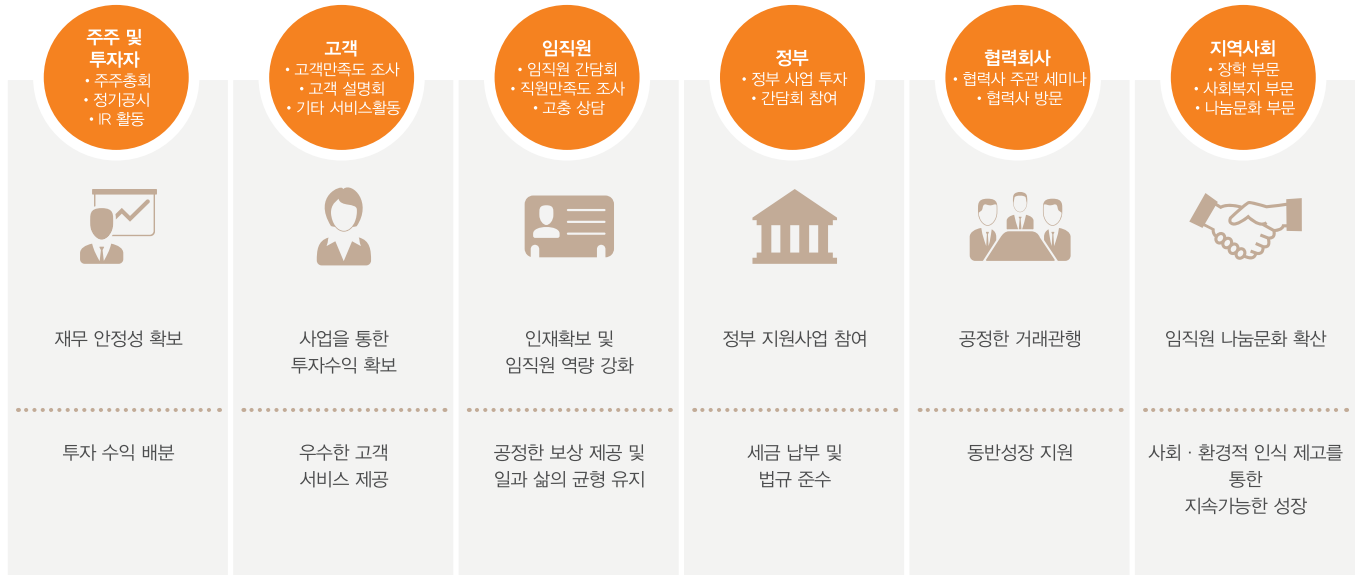 주주 및
투자자
• 주주총회
• 정기공시
• IR 활동
고객
• 고객만족도 조사
• 고객 설명회
• 기타 서비스활동
임직원
• 임직원 간담회
• 직원만족도 조사
• 고충 상담
정부
• 정부 사업 투자
• 간담회 참여
협력회사
• 협력사 주관 세미나
• 협력사 방문
지역사회
• 장학 부문
• 사회복지 부문
• 나눔문화 부문
재무 안정성 확보
사업을 통한
투자수익 확보
인재확보 및
임직원 역량 강화
정부 지원사업 참여
공정한 거래관행
임직원 나눔문화 확산
투자 수익 배분
우수한 고객
서비스 제공
공정한 보상 제공 및
일과 삶의 균형 유지
세금 납부 및
법규 준수
동반성장 지원
사회 · 환경적 인식 제고를
통한
지속가능한 성장